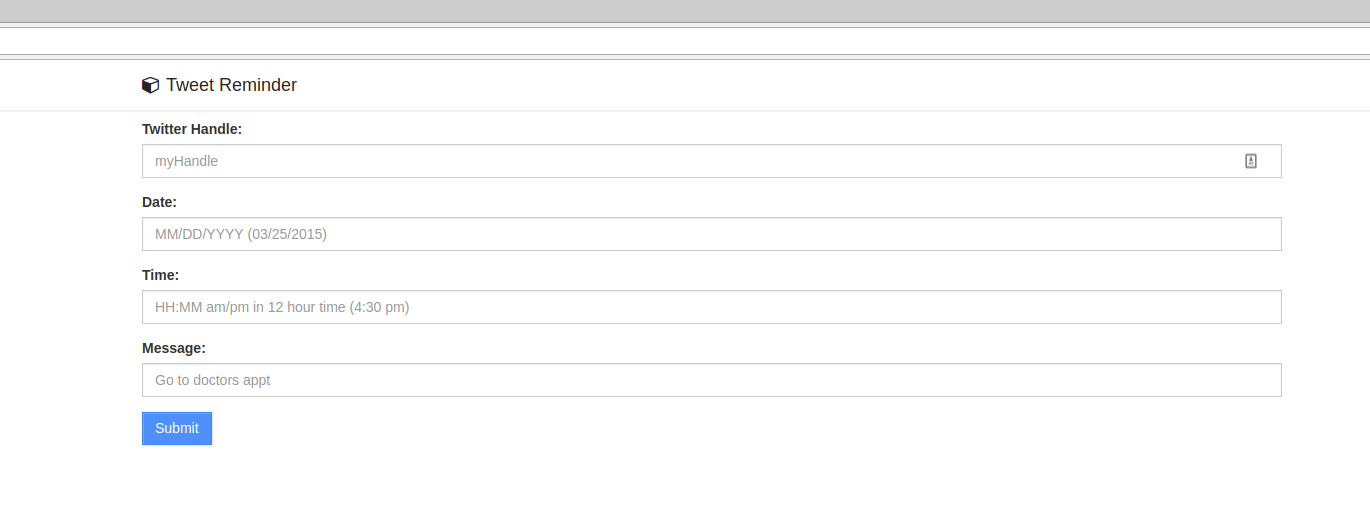 Tweet Reminder
Twitter Handle:
myHandle
Date:
MM/DD/YYYY (03/25/2015)
Time:
HH:MM am/pm in 12 hour time (4:30 pm)
Message:
Go to doctors appt
Submit